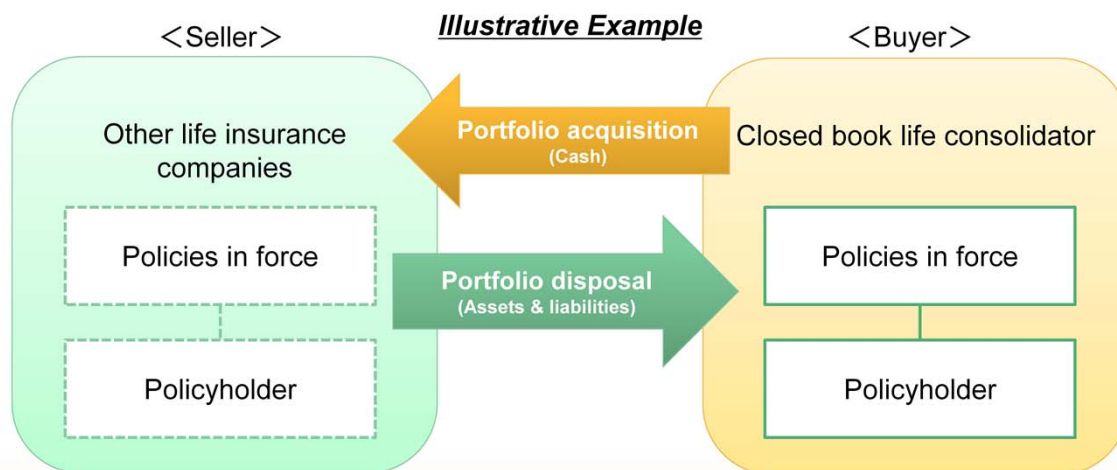 Illustrative Example
<Seller>
<Buyer>
Other life insurance
companies
Policies in force
Policyholder
Portfolio acquisition
(Cash)
Portfolio disposal
(Assets & liabilities)
Closed book life consolidator
Policies in force
Policyholder